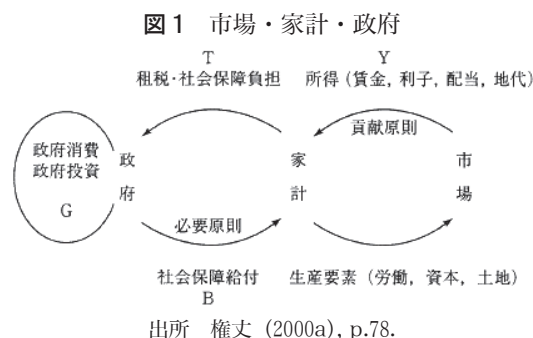 図1 市場・家計・政府
T
租税・社会保障負担
Y
所得（賃金，利子，配当，地代）
貢献原則
政府消費
政府投資
G
政府
家計
市場
必要原則
社会保障給付
B
生産要素（労働，資本，土地）
出所 権丈 (2000a), p.78.